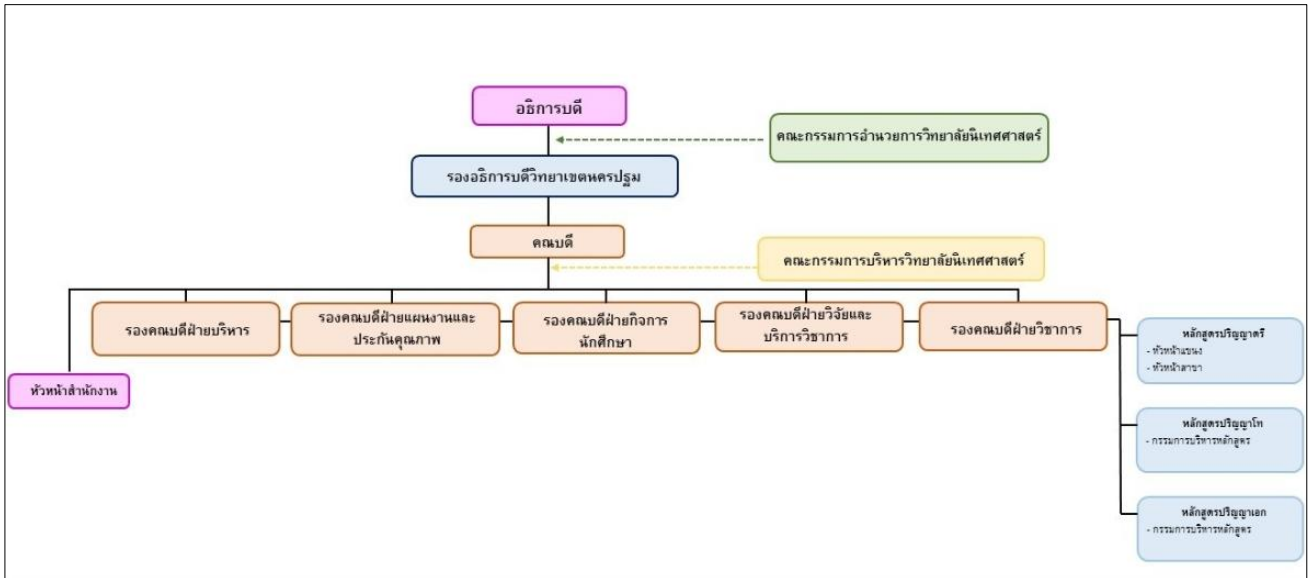 อธิการบดี
คณะกรรมการอำนวยการวิทยาลัยนิเทศศาสตร์
รองอธิการบดีวิทยาเขตนครปฐม
คณบดี
คณะกรรมการบริหารวิทยาลัยนิเทศศาสตร์
รองคณบดีฝ่ายบริหาร
รองคณบดีฝ่ายแผนงานและ
ประกันคุณภาพ
รองคณบดีฝ่ายกิจการ
นักศึกษา
รองคณบดีฝ่ายวิจัยและ
บริการวิชาการ
รองคณบดีฝ่ายวิชาการ
หัวหน้าสำนักงาน
หลักสูตรปริญญาตรี
- หัวหน้าแขนง
- หัวหน้าสาขา
หลักสูตรปริญญาโท
- กรรมการบริหารหลักสูตร
หลักสูตรปริญญาเอก
- กรรมการบริหารหลักสูตร